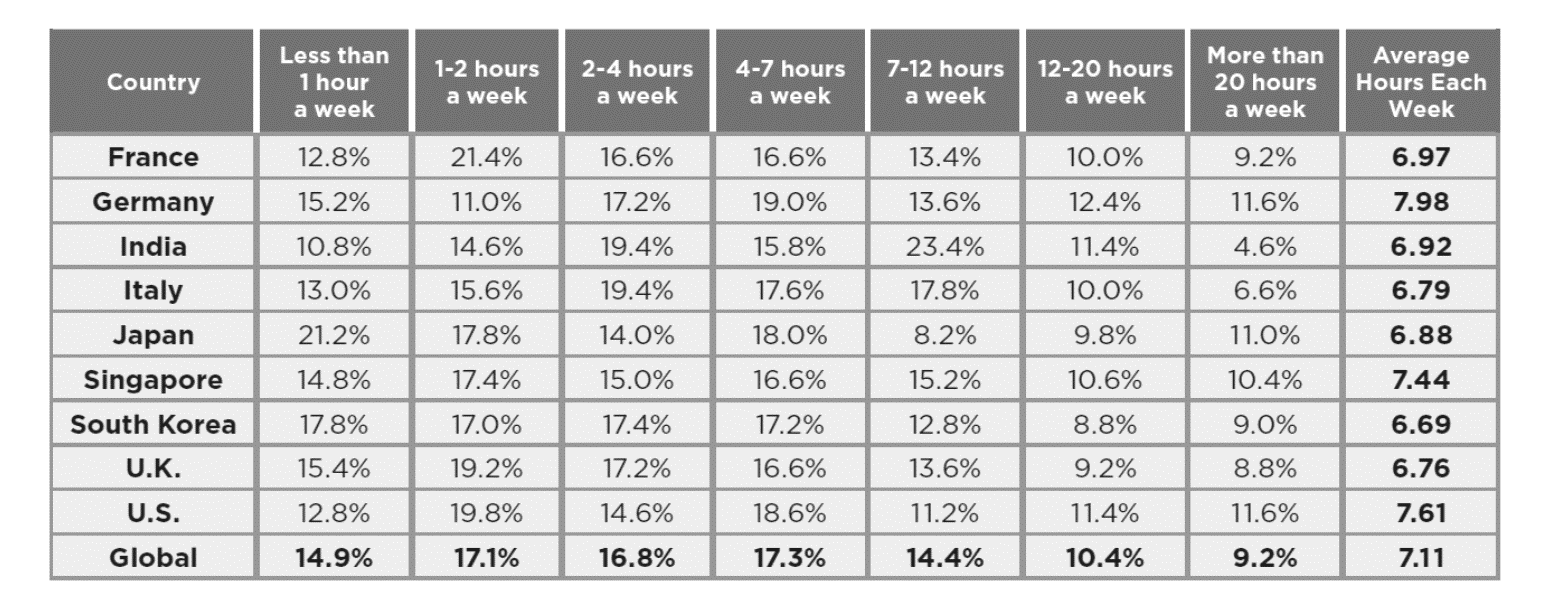 Country Less than 1 hour a week 1-2 hours a week 2-4 hours a week 4-7 hours a week 7-12 hours a week 12-20 hours a week More than 20 hours a week Average Hours Each Week
France 12.8% 21.4% 16.6% 16.6% 13.4% 10.0% 9.2% 6.97
Germany 15.2% 11.0% 17.2% 19.0% 13.6% 12.4% 11.6% 7.98
India 10.8% 14.6% 19.4% 15.8% 23.4% 11.4% 4.6% 6.92
Italy 13.0% 15.6% 19.4% 17.6% 17.8% 10.0% 6.6% 6.79
Japan 21.2% 17.8% 14.0% 18.0% 8.2% 9.8% 11.0% 6.88
Singapore 14.8% 17.4% 15.0% 16.6% 15.2% 10.6% 10.4% 7.44
South Korea 17.8% 17.0% 17.4% 17.2% 12.8% 8.8% 9.0% 6.69
U.K. 15.4% 19.2% 17.2% 16.6% 13.6% 9.2% 8.8% 6.76
U.S. 12.8% 19.8% 14.6% 18.6% 11.2% 11.4% 11.6% 7.61
Global 14.9% 17.1% 16.8% 17.3% 14.4% 10.4% 9.2% 7.11